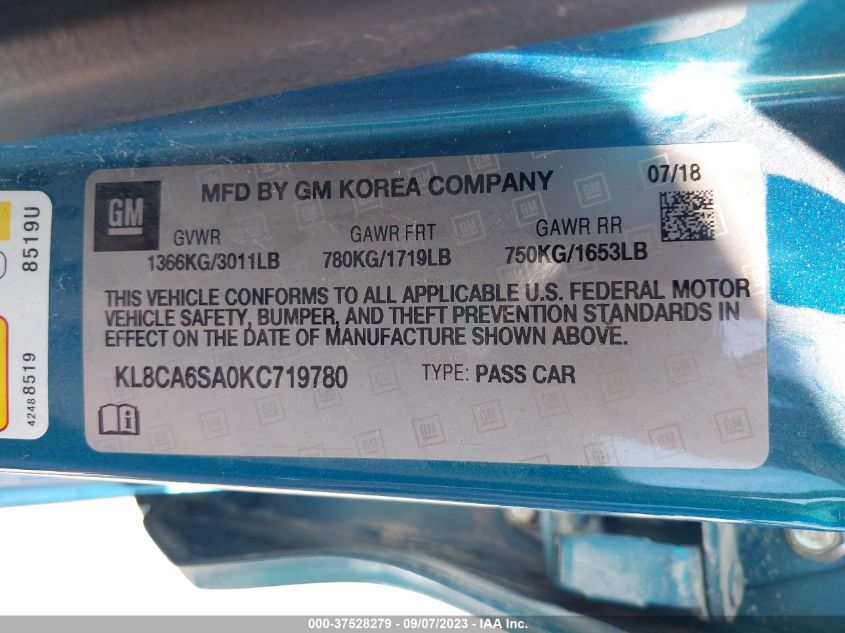 GM
MFD BY GM KOREA COMPANY
07/18
GVWR
GAWR FRT
GAWR RR
1366KG/3011LB
780KG/1719LB
750KG/1653LB
THIS VEHICLE CONFORMS TO ALL APPLICABLE U.S. FEDERAL MOTOR
VEHICLE SAFETY, BUMPER, AND THEFT PREVENTION STANDARDS IN
EFFECT ON THE DATE OF MANUFACTURE SHOWN ABOVE.
KL8CA6SA0KC719780
TYPE: PASS CAR
8519U
42488519
000-37528279 - 09/07/2023 - ©2023 IAA, Inc.